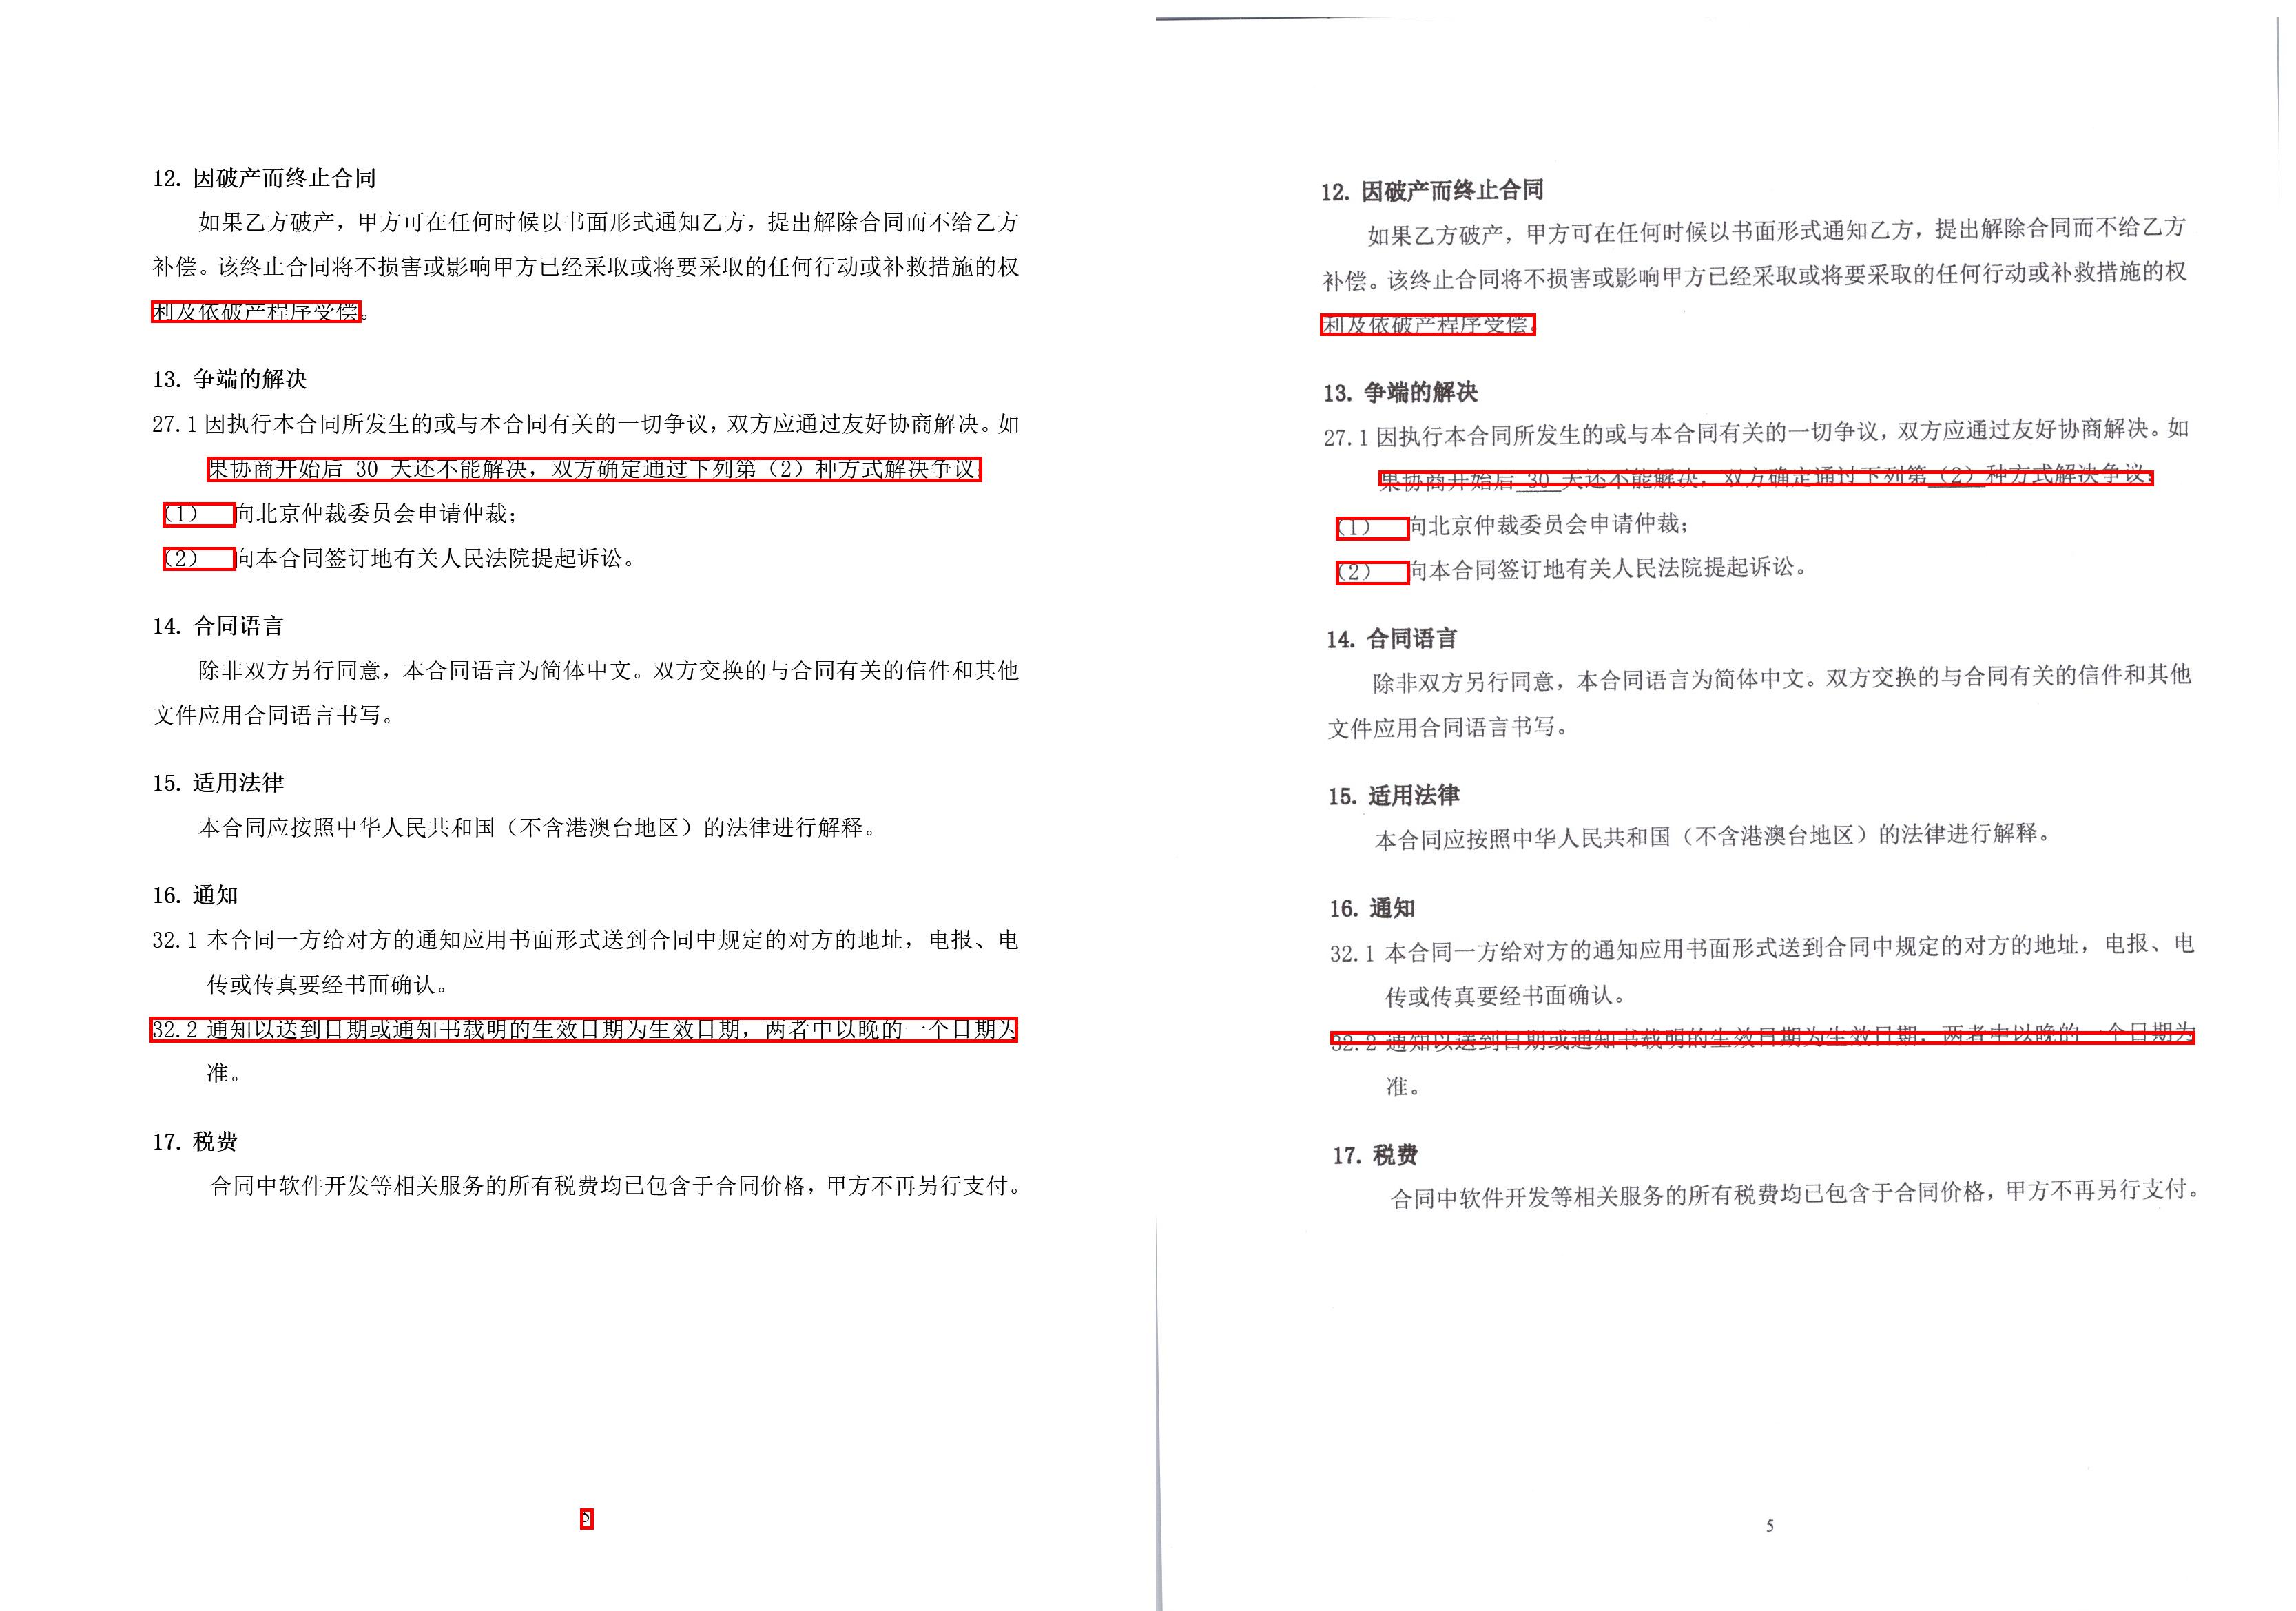 12. 因破产而终止合同
如果乙方破产，甲方可在任何时候以书面形式通知乙方，提出解除合同而不给乙方
补偿。该终止合同将不损害或影响甲方已经采取或将要采取的任何行动或补救措施的权
利及依破产程序受偿。
13. 争端的解决
27.1 因执行本合同所发生的或与本合同有关的一切争议，双方应通过友好协商解决。如
果协商开始后 30 天还不能解决，双方确定通过下列第（2）种方式解决争议：
（1） 向北京仲裁委员会申请仲裁；
（2） 向本合同签订地有关人民法院提起诉讼。
14. 合同语言
除非双方另行同意，本合同语言为简体中文。双方交换的与合同有关的信件和其他
文件应用合同语言书写。
15. 适用法律
本合同应按照中华人民共和国（不含港澳台地区）的法律进行解释。
16. 通知
32.1 本合同一方给对方的通知应用书面形式送到合同中规定的对方的地址，电报、电
传或传真要经书面确认。
32.2 通知以送到日期或通知书载明的生效日期为生效日期，两者中以晚的一个日期为
准。
17. 税费
合同中软件开发等相关服务的所有税费均已包含于合同价格，甲方不再另行支付。
5
12. 因破产而终止合同
如果乙方破产，甲方可在任何时候以书面形式通知乙方，提出解除合同而不给乙方
补偿。该终止合同将不损害或影响甲方已经采取或将要采取的任何行动或补救措施的权
利及依破产程序受偿。
13. 争端的解决
27.1 因执行本合同所发生的或与本合同有关的一切争议，双方应通过友好协商解决。如
果协商开始后 30 天还不能解决，双方确定通过下列第（2）种方式解决争议：
（1） 向北京仲裁委员会申请仲裁；
（2） 向本合同签订地有关人民法院提起诉讼。
14. 合同语言
除非双方另行同意，本合同语言为简体中文。双方交换的与合同有关的信件和其他
文件应用合同语言书写。
15. 适用法律
本合同应按照中华人民共和国（不含港澳台地区）的法律进行解释。
16. 通知
32.1 本合同一方给对方的通知应用书面形式送到合同中规定的对方的地址，电报、电
传或传真要经书面确认。
32.2 通知以送到日期或通知书载明的生效日期为生效日期，两者中以晚的一个日期为
准。
17. 税费
合同中软件开发等相关服务的所有税费均已包含于合同价格，甲方不再另行支付。
5